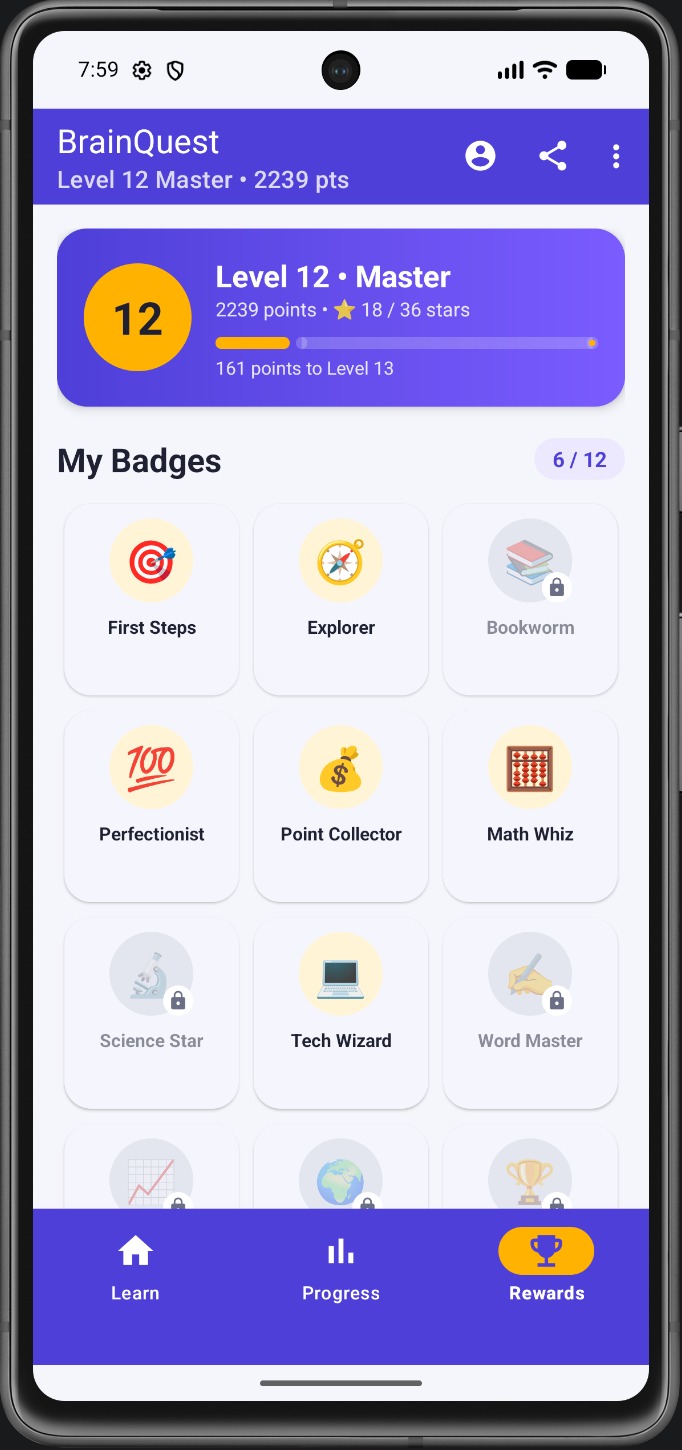 7:59
BrainQuest
Level 12 Master • 2239 pts
12
Level 12 • Master
2239 points • ⭐ 18 / 36 stars
161 points to Level 13
My Badges
6 / 12
First Steps
Explorer
Bookworm
💯
Perfectionist
Point Collector
Math Whiz
Science Star
Tech Wizard
Word Master
Learn
Progress
Rewards